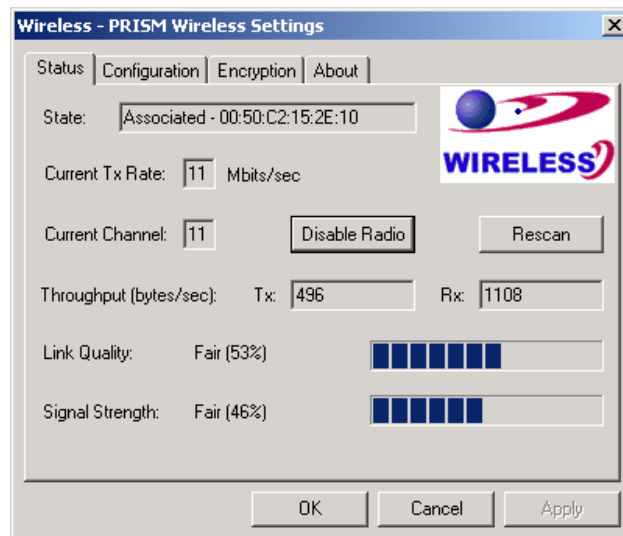 Wireless - PRISM Wireless Settings
Status Configuration Encryption About
State: Associated - 00:50:C2:15:2E:10
WIRELESS
Current Tx Rate: 11 Mbits/sec
Current Channel: 11 Disable Radio Rescan
Throughput (bytes/sec): Tx: 496 Rx: 1108
Link Quality: Fair (53%)
Signal Strength: Fair (46%)
OK Cancel Apply